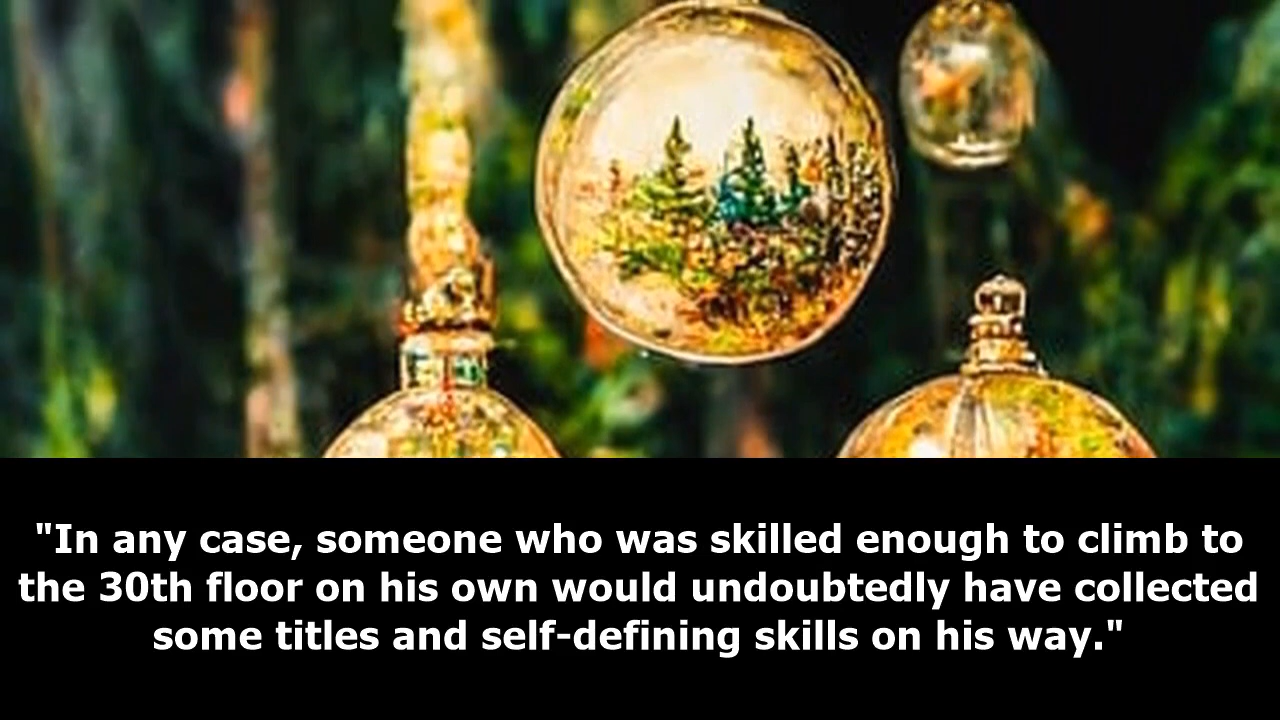 "In any case, someone who was skilled enough to climb to
the 30th floor on his own would undoubtedly have collected
some titles and self-defining skills on his way."